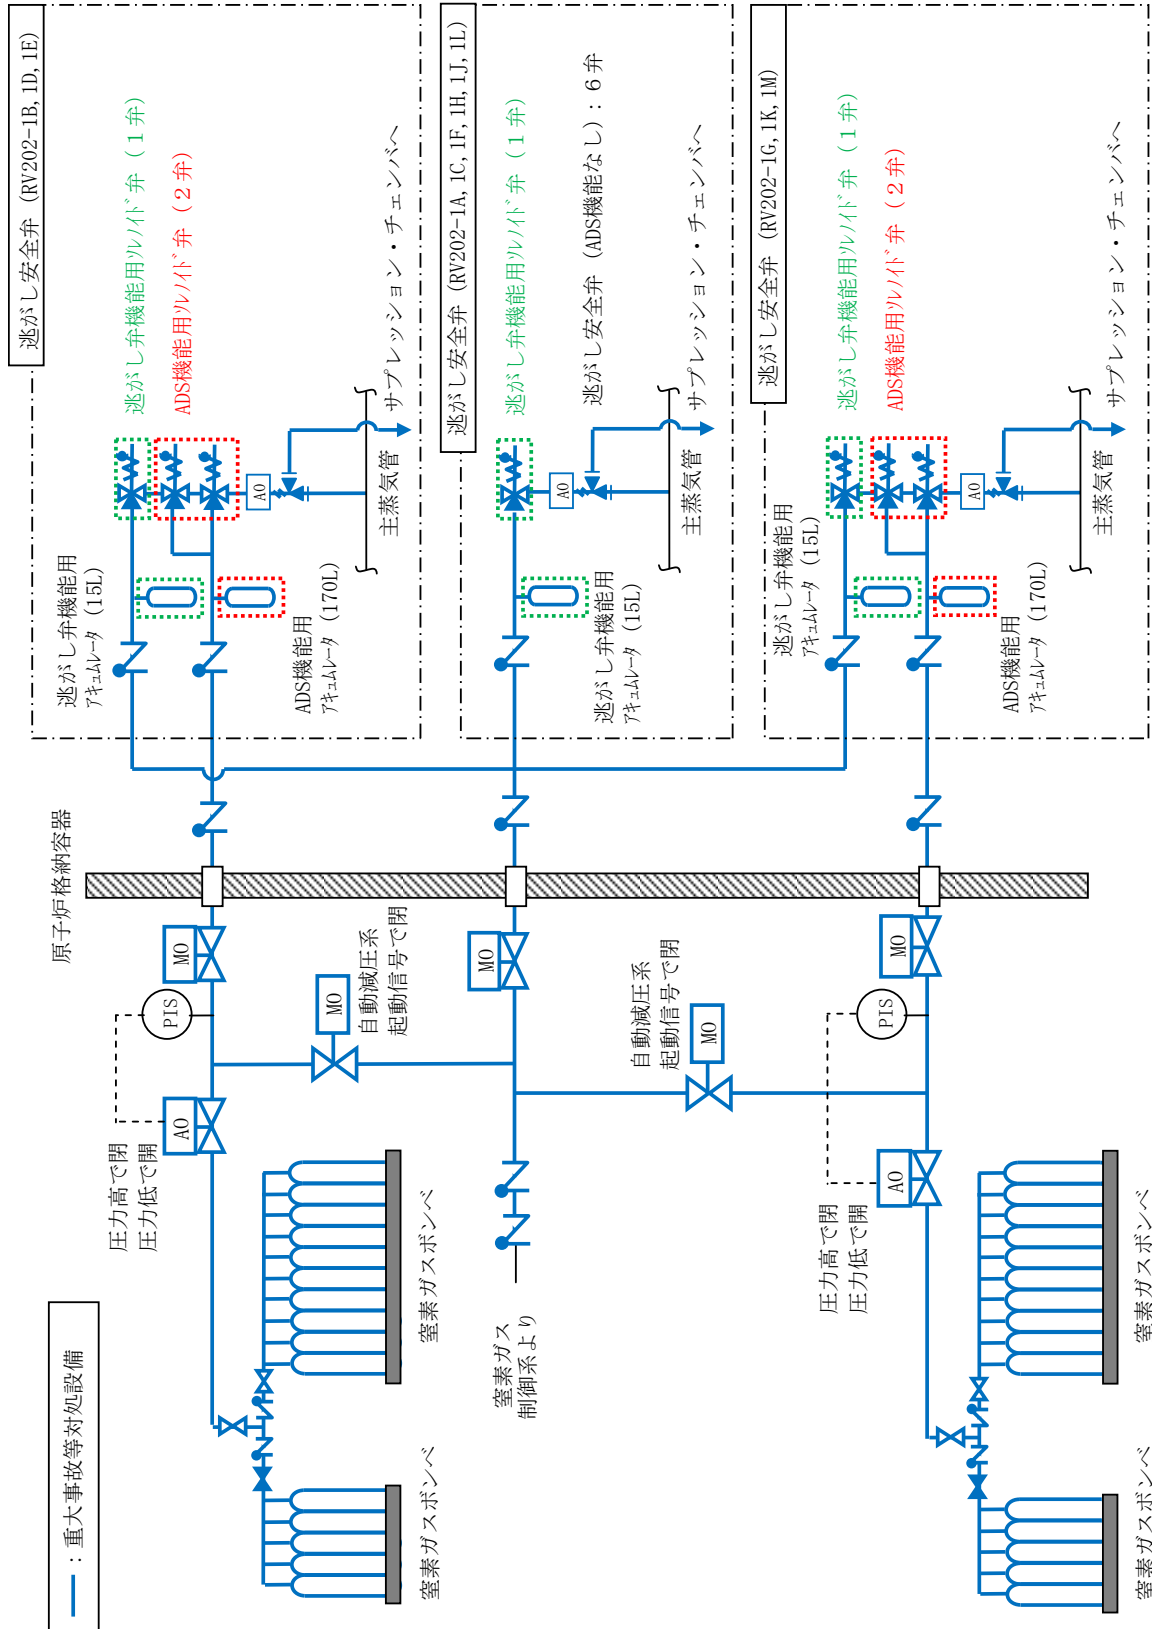 逃がし安全弁 (RV202-1B, 1D, 1E)
逃がし弁機能用ｿﾚﾉｲﾄﾞ弁 (１弁)
ADS機能用ｿﾚﾉｲﾄﾞ弁 (２弁)
サプレッション・チェンバへ
主蒸気管
AO
逃がし弁機能用
ｱｷｭﾑﾚｰﾀ (15L)
ADS機能用
ｱｷｭﾑﾚｰﾀ (170L)
逃がし安全弁 (RV202-1A, 1C, 1F, 1H, 1J, 1L)
逃がし弁機能用ｿﾚﾉｲﾄﾞ弁 (１弁)
逃がし安全弁 (ADS機能なし)：６弁
サプレッション・チェンバへ
主蒸気管
AO
逃がし弁機能用
ｱｷｭﾑﾚｰﾀ (15L)
逃がし安全弁 (RV202-1G, 1K, 1M)
逃がし弁機能用ｿﾚﾉｲﾄﾞ弁 (１弁)
ADS機能用ｿﾚﾉｲﾄﾞ弁 (２弁)
サプレッション・チェンバへ
主蒸気管
AO
逃がし弁機能用
ｱｷｭﾑﾚｰﾀ (15L)
ADS機能用
ｱｷｭﾑﾚｰﾀ (170L)
原子炉格納容器
MO
PIS
MO
自動減圧系
起動信号で閉
AO
圧力高で閉
圧力低で開
MO
自動減圧系
起動信号で閉
MO
MO
PIS
AO
圧力高で閉
圧力低で開
窒素ガス
制御系より
窒素ガスボンベ
窒素ガスボンベ
窒素ガスボンベ
窒素ガスボンベ
：重大事故等対処設備